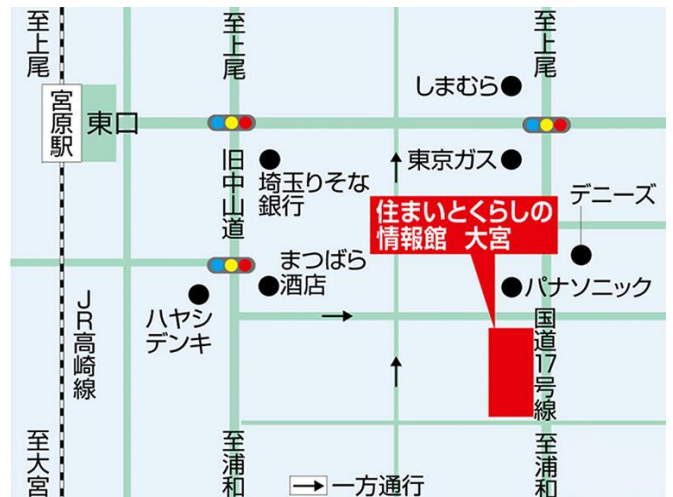 至上尾
至上尾
至上尾
しまむら
宮原駅
東口
旧中山道
埼玉りそな
銀行
東京ガス
デニーズ
住まいとくらしの
情報館 大宮
まつばら
酒店
パナソニック
ハヤシ
デンキ
JR高崎線
国道17号線
至大宮
至浦和
至浦和
一方通行